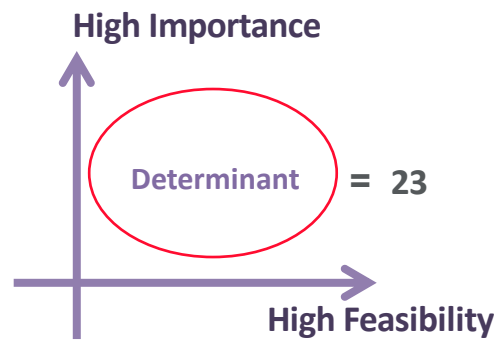 High Importance
Determinant = 23
High Feasibility